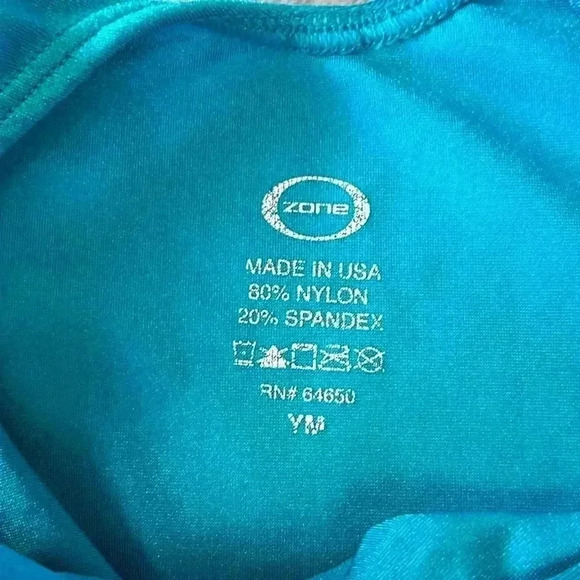 ZONE
MADE IN USA
80% NYLON
20% SPANDEX
RN# 64650
YM